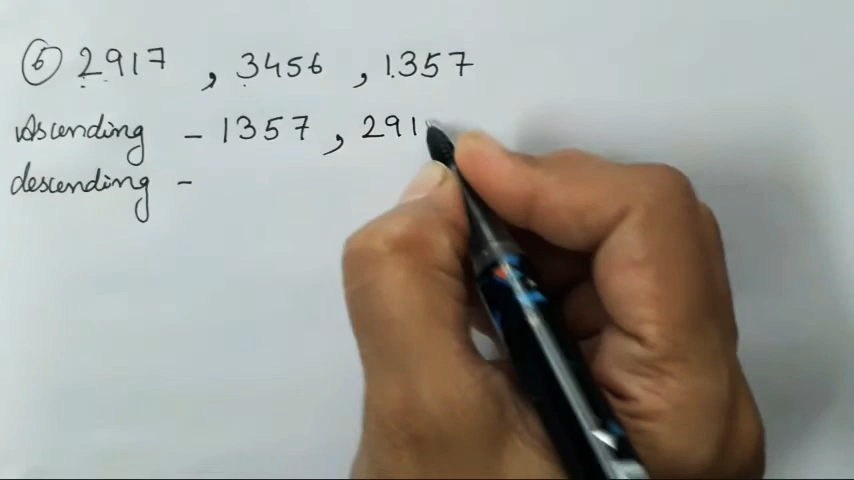 6 2917 , 3456 , 1357
Ascending - 1357 , 291
descending -